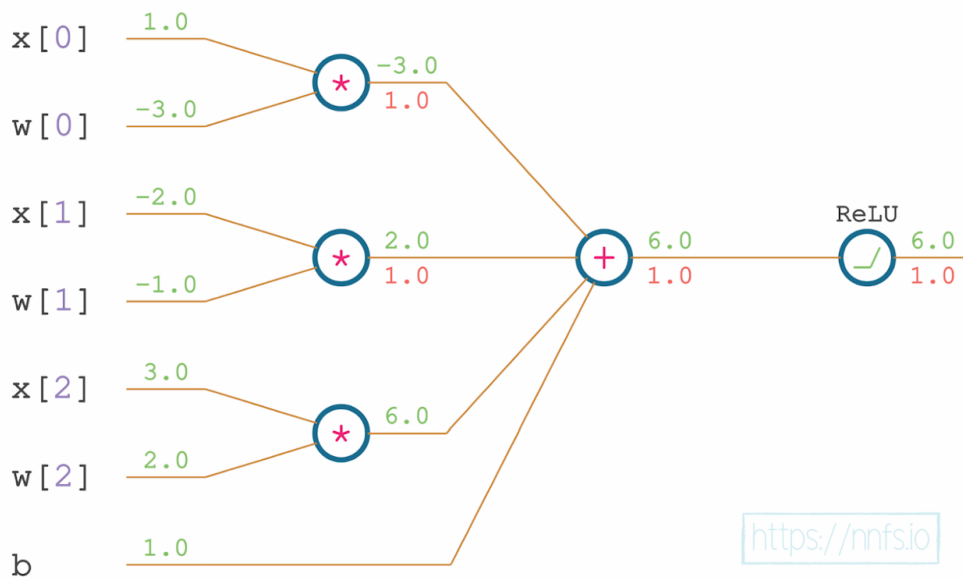 x[0] 1.0
* -3.0
1.0
w[0] -3.0
x[1] -2.0
* 2.0
1.0
w[1] -1.0
+ 6.0
1.0
ReLU
6.0
1.0
x[2] 3.0
* 6.0
w[2] 2.0
b 1.0
https://nnfs.io